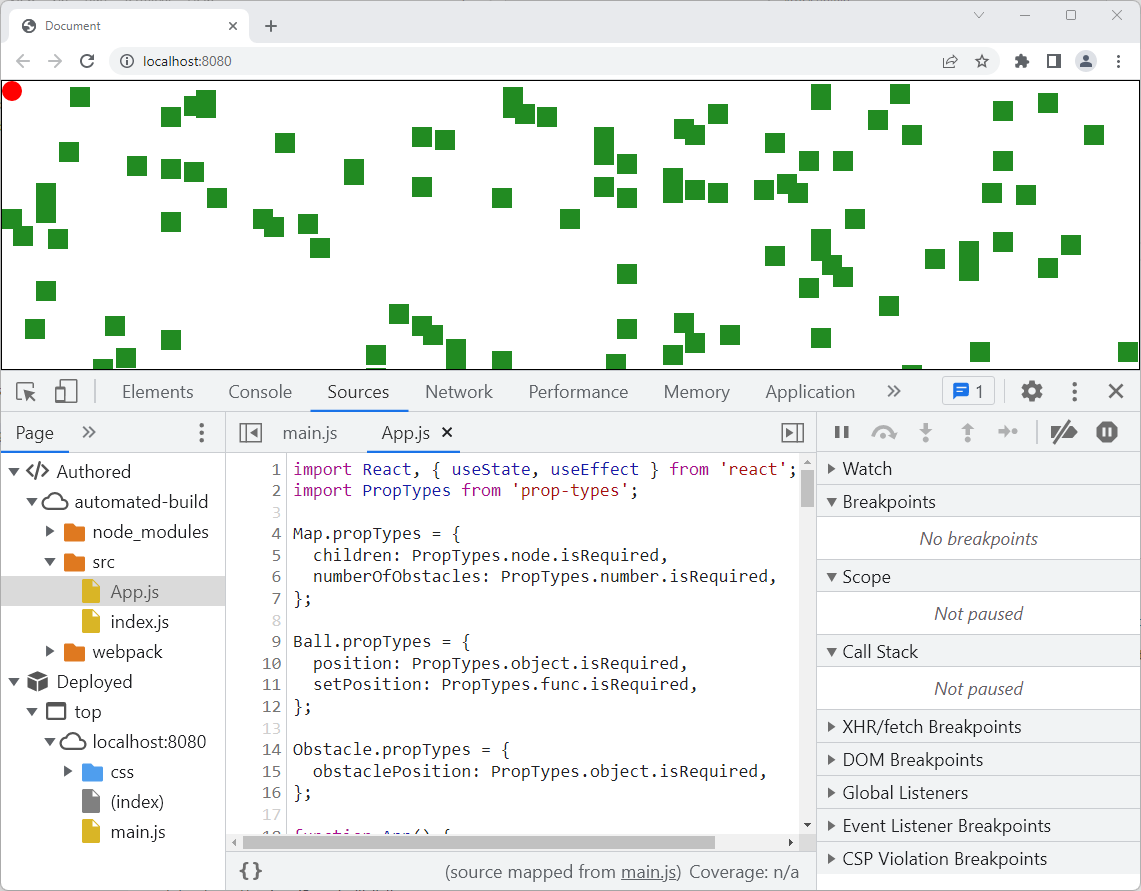 Document
localhost:8080
Elements Console Sources Network Performance Memory Application 1
Page
main.js App.js
Authored
automated-build
node_modules
src
App.js
index.js
webpack
Deployed
top
localhost:8080
css
(index)
main.js
1 import React, { useState, useEffect } from 'react';
2 import PropTypes from 'prop-types';
3
4 Map.propTypes = {
5 children: PropTypes.node.isRequired,
6 numberOfObstacles: PropTypes.number.isRequired,
7 };
8
9 Ball.propTypes = {
10 position: PropTypes.object.isRequired,
11 setPosition: PropTypes.func.isRequired,
12 };
13
14 Obstacle.propTypes = {
15 obstaclePosition: PropTypes.object.isRequired,
16 };
17
18 function App() {
{} (source mapped from main.js) Coverage: n/a
Watch
Breakpoints
No breakpoints
Scope
Not paused
Call Stack
Not paused
XHR/fetch Breakpoints
DOM Breakpoints
Global Listeners
Event Listener Breakpoints
CSP Violation Breakpoints